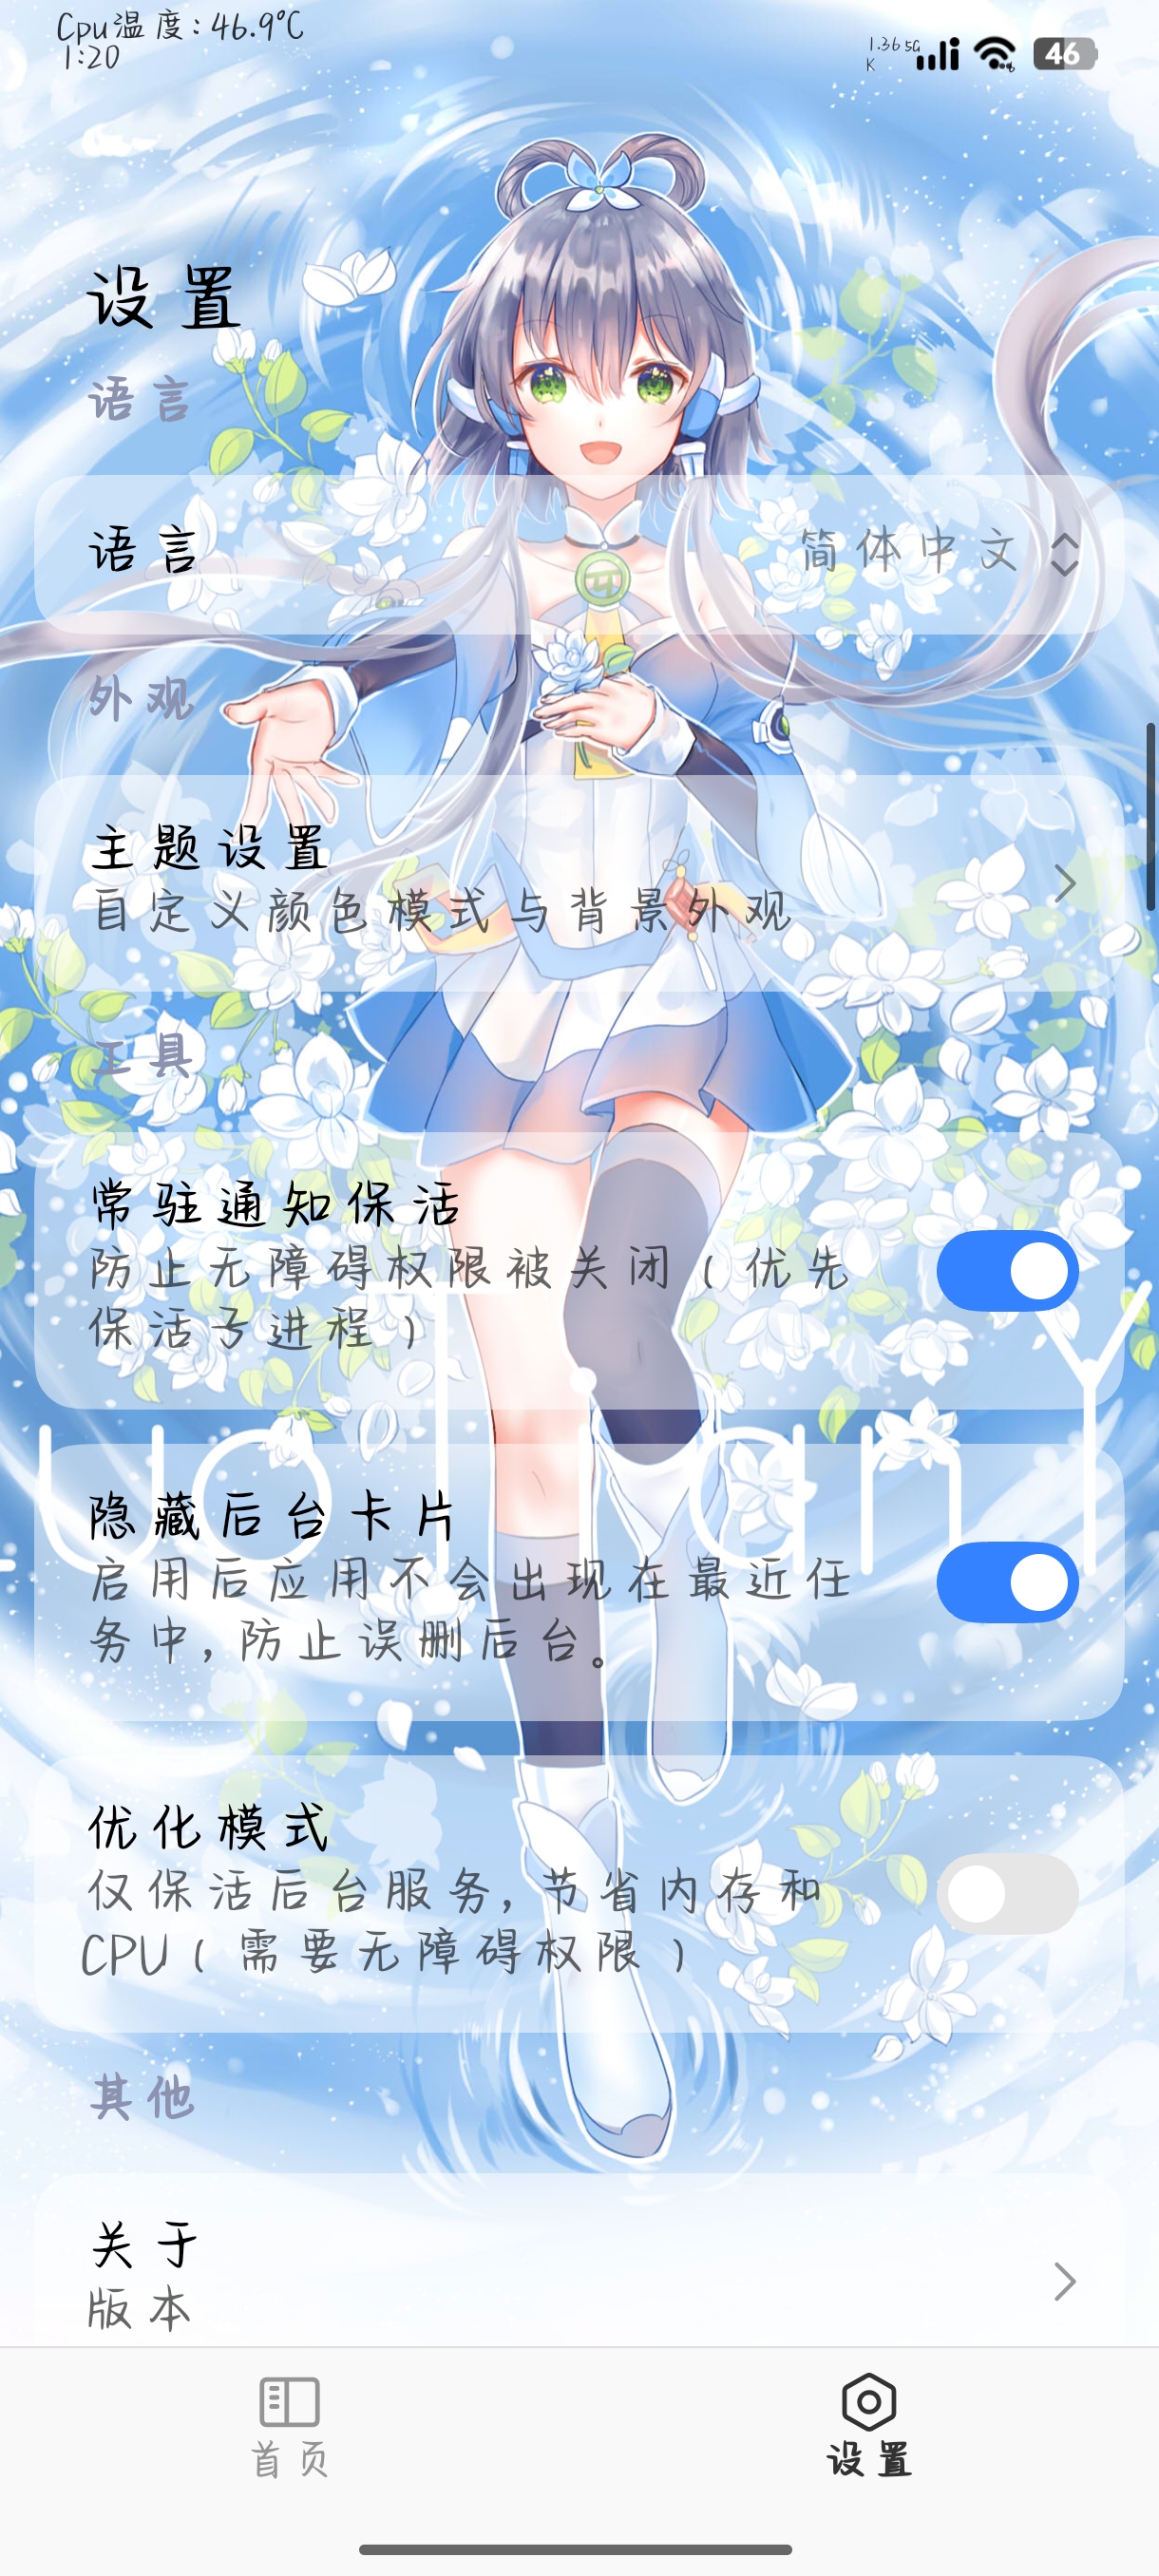 Cpu温度:46.9°C
1:20
1.36 5G
K
46
设置
语言
语言
简体中文
外观
主题设置
自定义颜色模式与背景外观
工具
常驻通知保活
防止无障碍权限被关闭(优先
保活子进程)
uoTianY
隐藏后台卡片
启用后应用不会出现在最近任
务中,防止误删后台。
优化模式
仅保活后台服务,节省内存和
CPU(需要无障碍权限)
其他
关于
版本
首页
设置